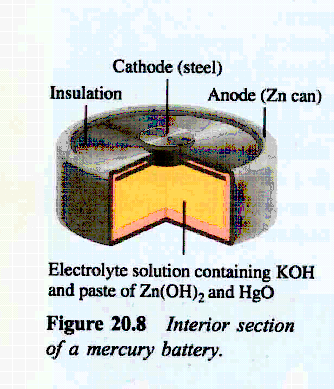 Cathode (steel)
Insulation
Anode (Zn can)
Electrolyte solution containing KOH
and paste of Zn(OH)₂ and HgO
Figure 20.8 Interior section
of a mercury battery.